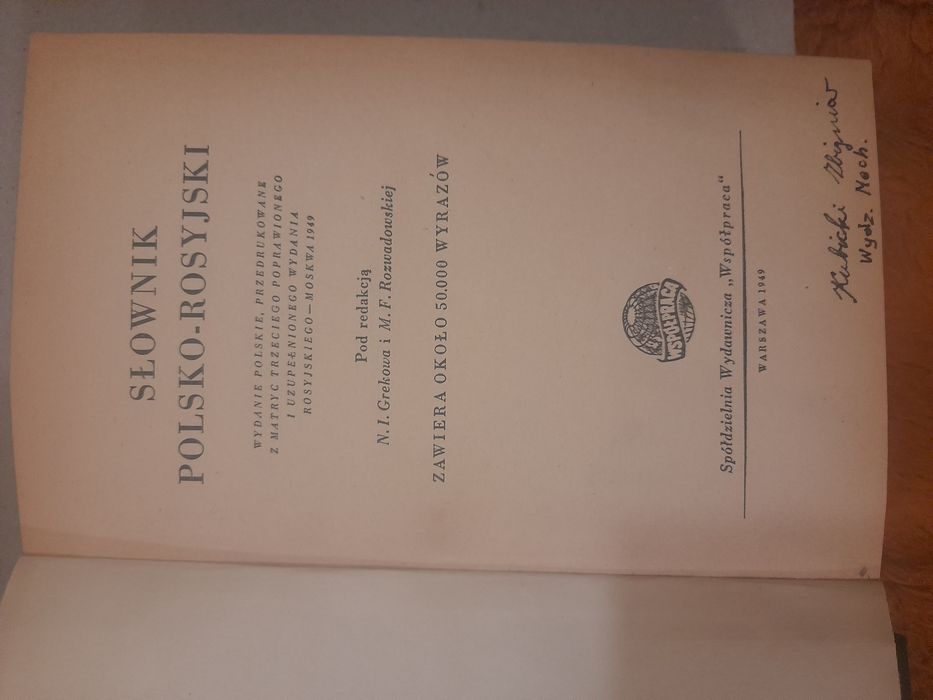 SŁOWNIK
POLSKO-ROSYJSKI
WYDANIE POLSKIE, PRZEDRUKOWANE
Z MATRYC TRZECIEGO POPRAWIONEGO
I UZUPEŁNIONEGO WYDANIA
ROSYJSKIEGO—MOSKWA 1949
Pod redakcją
N. I. Grekowa i M. F. Rozwadowskiej
ZAWIERA OKOŁO 50.000 WYRAZÓW
WSPÓŁPRACA
Spółdzielnia Wydawnicza „Współpraca“
WARSZAWA 1949
Kubicki Zbigniew
Wydz. Mech.